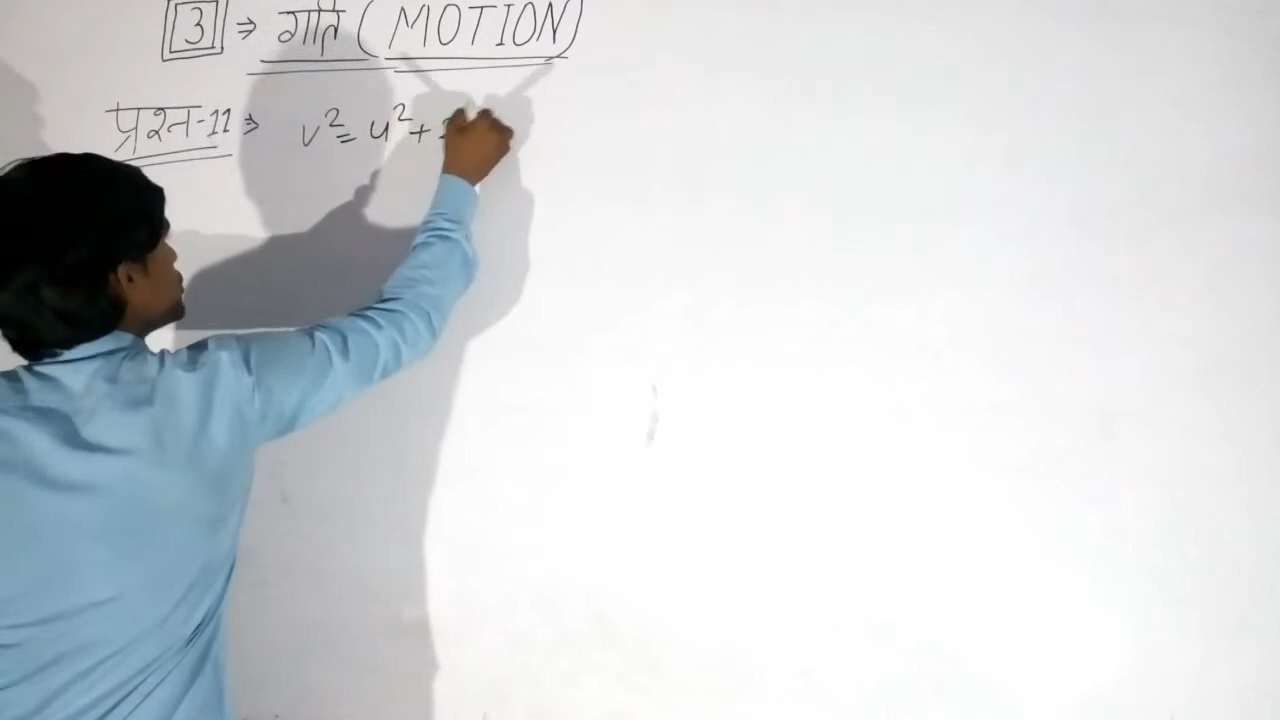 3 ⇒ गति (MOTION)
प्रश्न-11 ⇒ v² = u² +